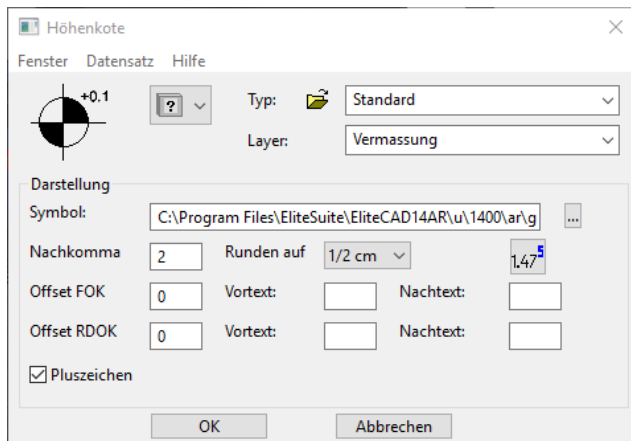 Höhenkote
Fenster Datensatz Hilfe
+0.1 ? Typ: Standard
Layer: Vermassung
Darstellung
Symbol: C:\Program Files\EliteSuite\EliteCAD14AR\u\1400\ar\g ...
Nachkomma 2 Runden auf 1/2 cm 1.47⁵
Offset FOK 0 Vortext: Nachtext:
Offset RDOK 0 Vortext: Nachtext:
Pluszeichen
OK Abbrechen